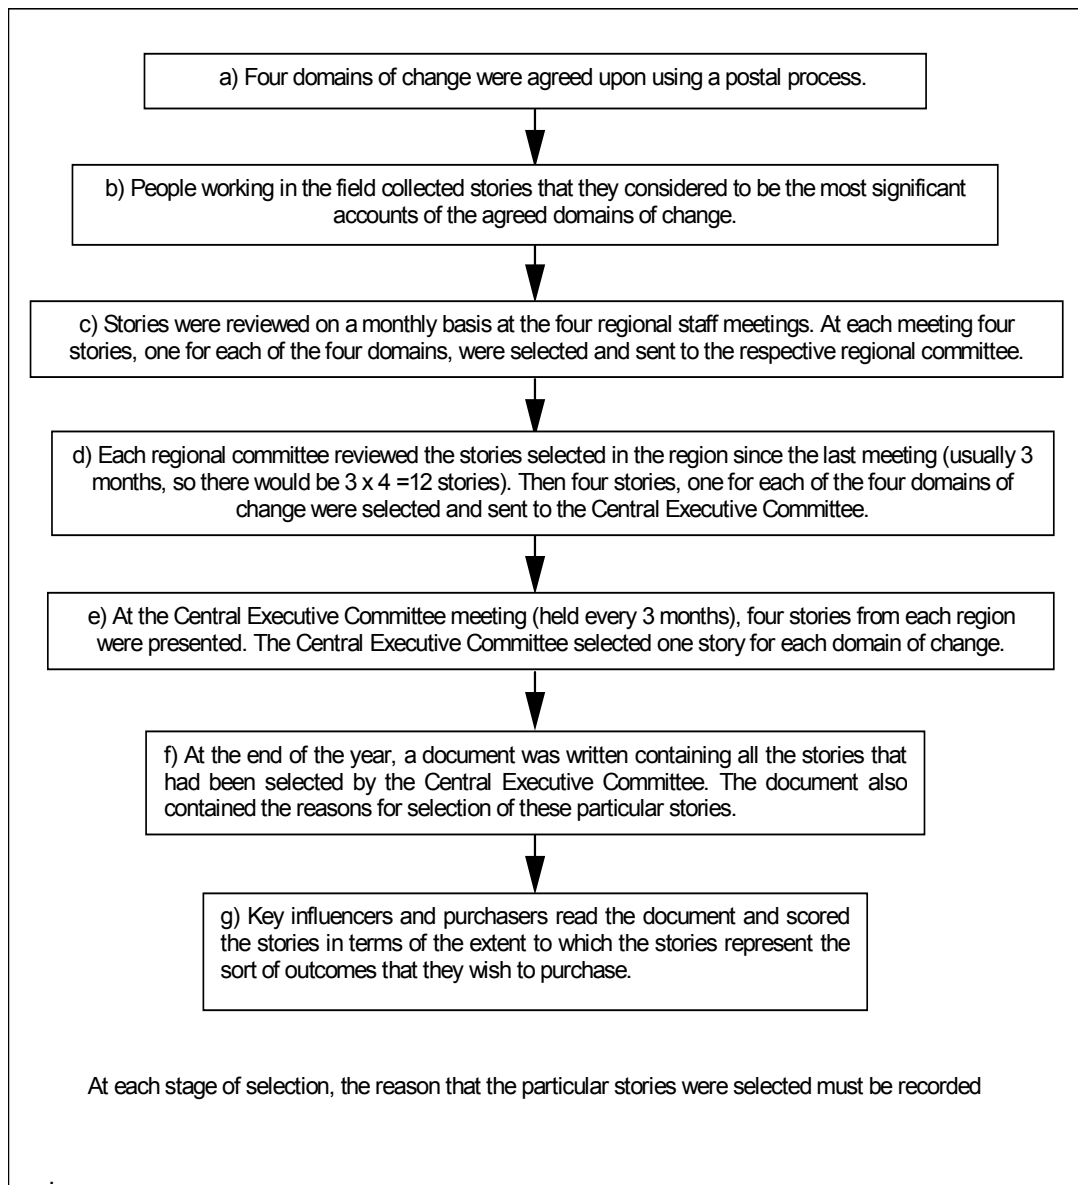 a) Four domains of change were agreed upon using a postal process.
b) People working in the field collected stories that they considered to be the most significant
accounts of the agreed domains of change.
c) Stories were reviewed on a monthly basis at the four regional staff meetings. At each meeting four
stories, one for each of the four domains, were selected and sent to the respective regional committee.
d) Each regional committee reviewed the stories selected in the region since the last meeting (usually 3
months, so there would be 3 x 4 =12 stories). Then four stories, one for each of the four domains of
change were selected and sent to the Central Executive Committee.
e) At the Central Executive Committee meeting (held every 3 months), four stories from each region
were presented. The Central Executive Committee selected one story for each domain of change.
f) At the end of the year, a document was written containing all the stories that
had been selected by the Central Executive Committee. The document also
contained the reasons for selection of these particular stories.
g) Key influencers and purchasers read the document and scored
the stories in terms of the extent to which the stories represent the
sort of outcomes that they wish to purchase.
At each stage of selection, the reason that the particular stories were selected must be recorded
.